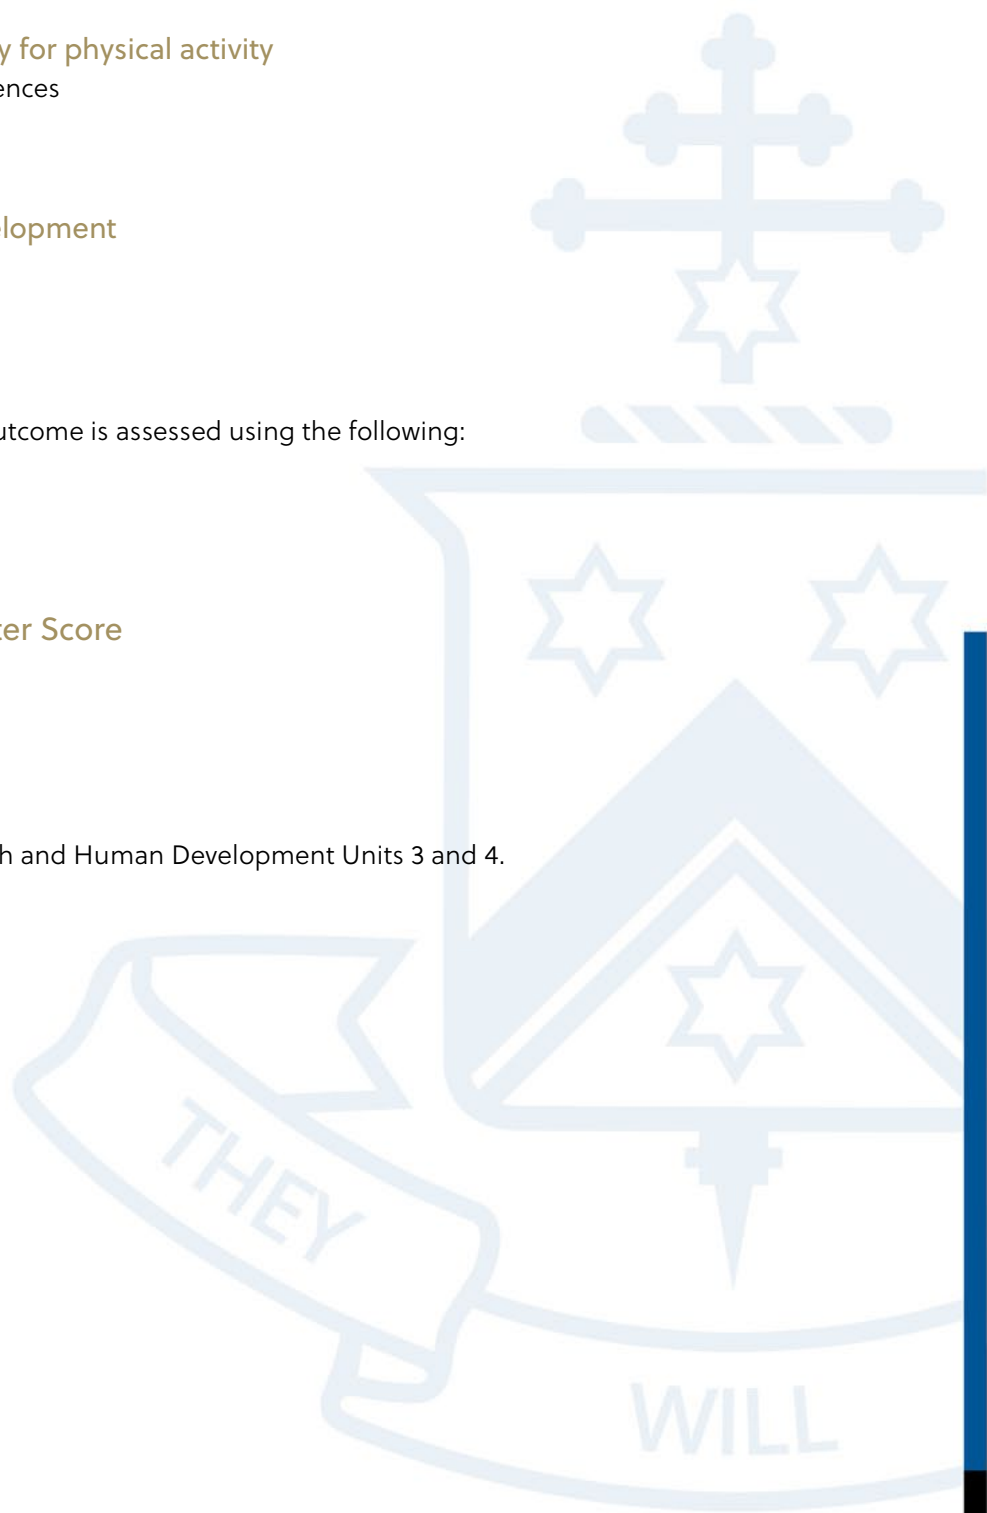 y for physical activity
ences
elopment
utcome is assessed using the following:
ter Score
h and Human Development Units 3 and 4.
THEY
WILL